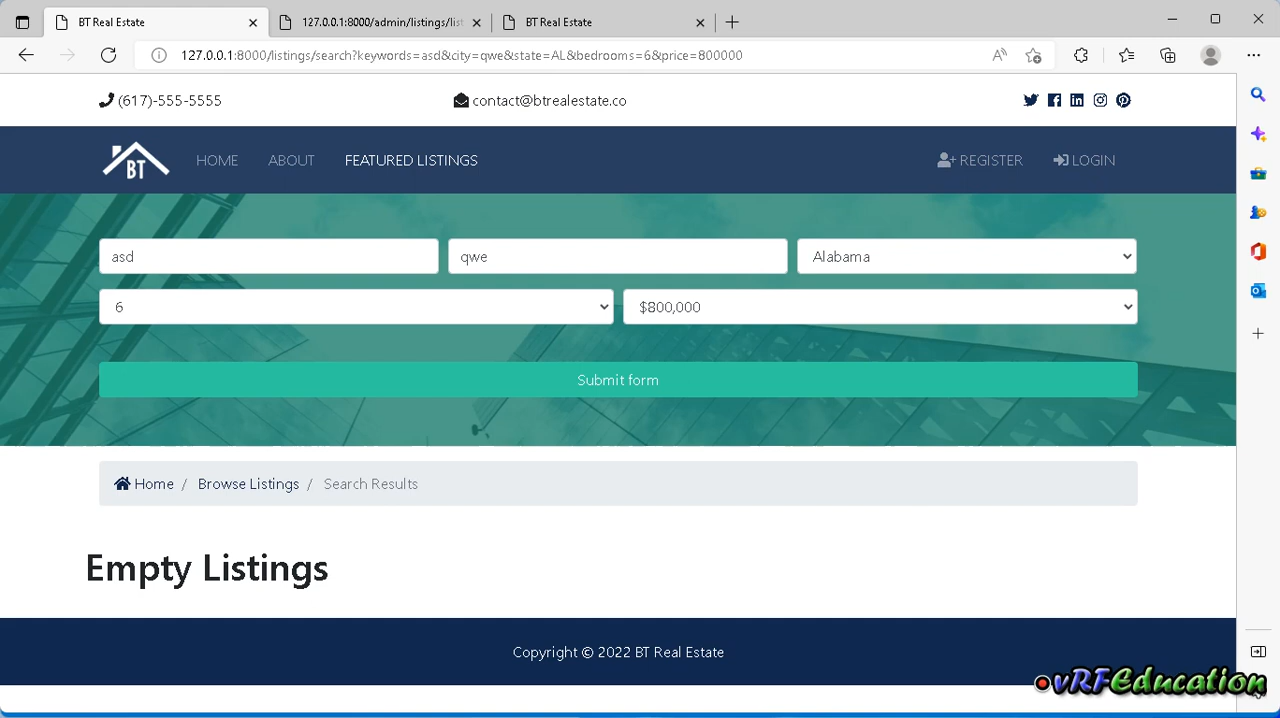 BT Real Estate
127.0.0.1:8000/admin/listings/list
BT Real Estate
127.0.0.1:8000/listings/search?keywords=asd&city=qwe&state=AL&bedrooms=6&price=800000
(617)-555-5555
contact@btrealestate.co
BT
HOME
ABOUT
FEATURED LISTINGS
REGISTER
LOGIN
asd
qwe
Alabama
6
$800,000
Submit form
Home / Browse Listings / Search Results
Empty Listings
Copyright © 2022 BT Real Estate
vRFEducation